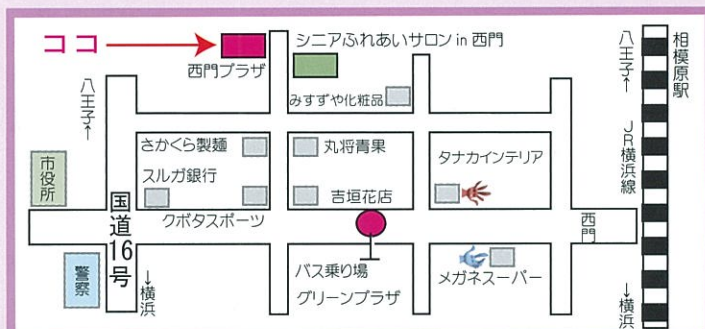 ココ
西門プラザ
シニアふれあいサロン in 西門
みすずや化粧品
八王子←
八王子←
相模原駅
JR横浜線
さかくら製麺
丸将青果
タナカインテリア
市役所
スルガ銀行
吉垣花店
国道16号
クボタスポーツ
西門
警察
→横浜
バス乗り場
グリーンプラザ
メガネスーパー
→横浜